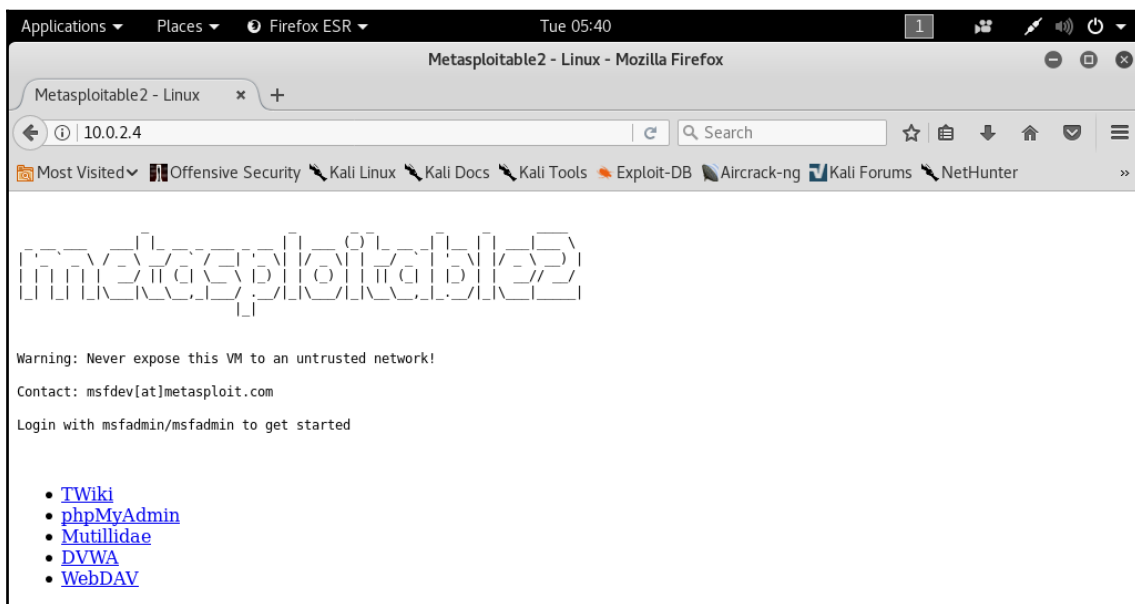 Applications Places Firefox ESR Tue 05:40 1
Metasploitable2 - Linux - Mozilla Firefox
Metasploitable2 - Linux × +
10.0.2.4 Search
Most Visited Offensive Security Kali Linux Kali Docs Kali Tools Exploit-DB Aircrack-ng Kali Forums NetHunter »
metasploitable2
Warning: Never expose this VM to an untrusted network!
Contact: msfdev[at]metasploit.com
Login with msfadmin/msfadmin to get started
• TWiki
• phpMyAdmin
• Mutillidae
• DVWA
• WebDAV